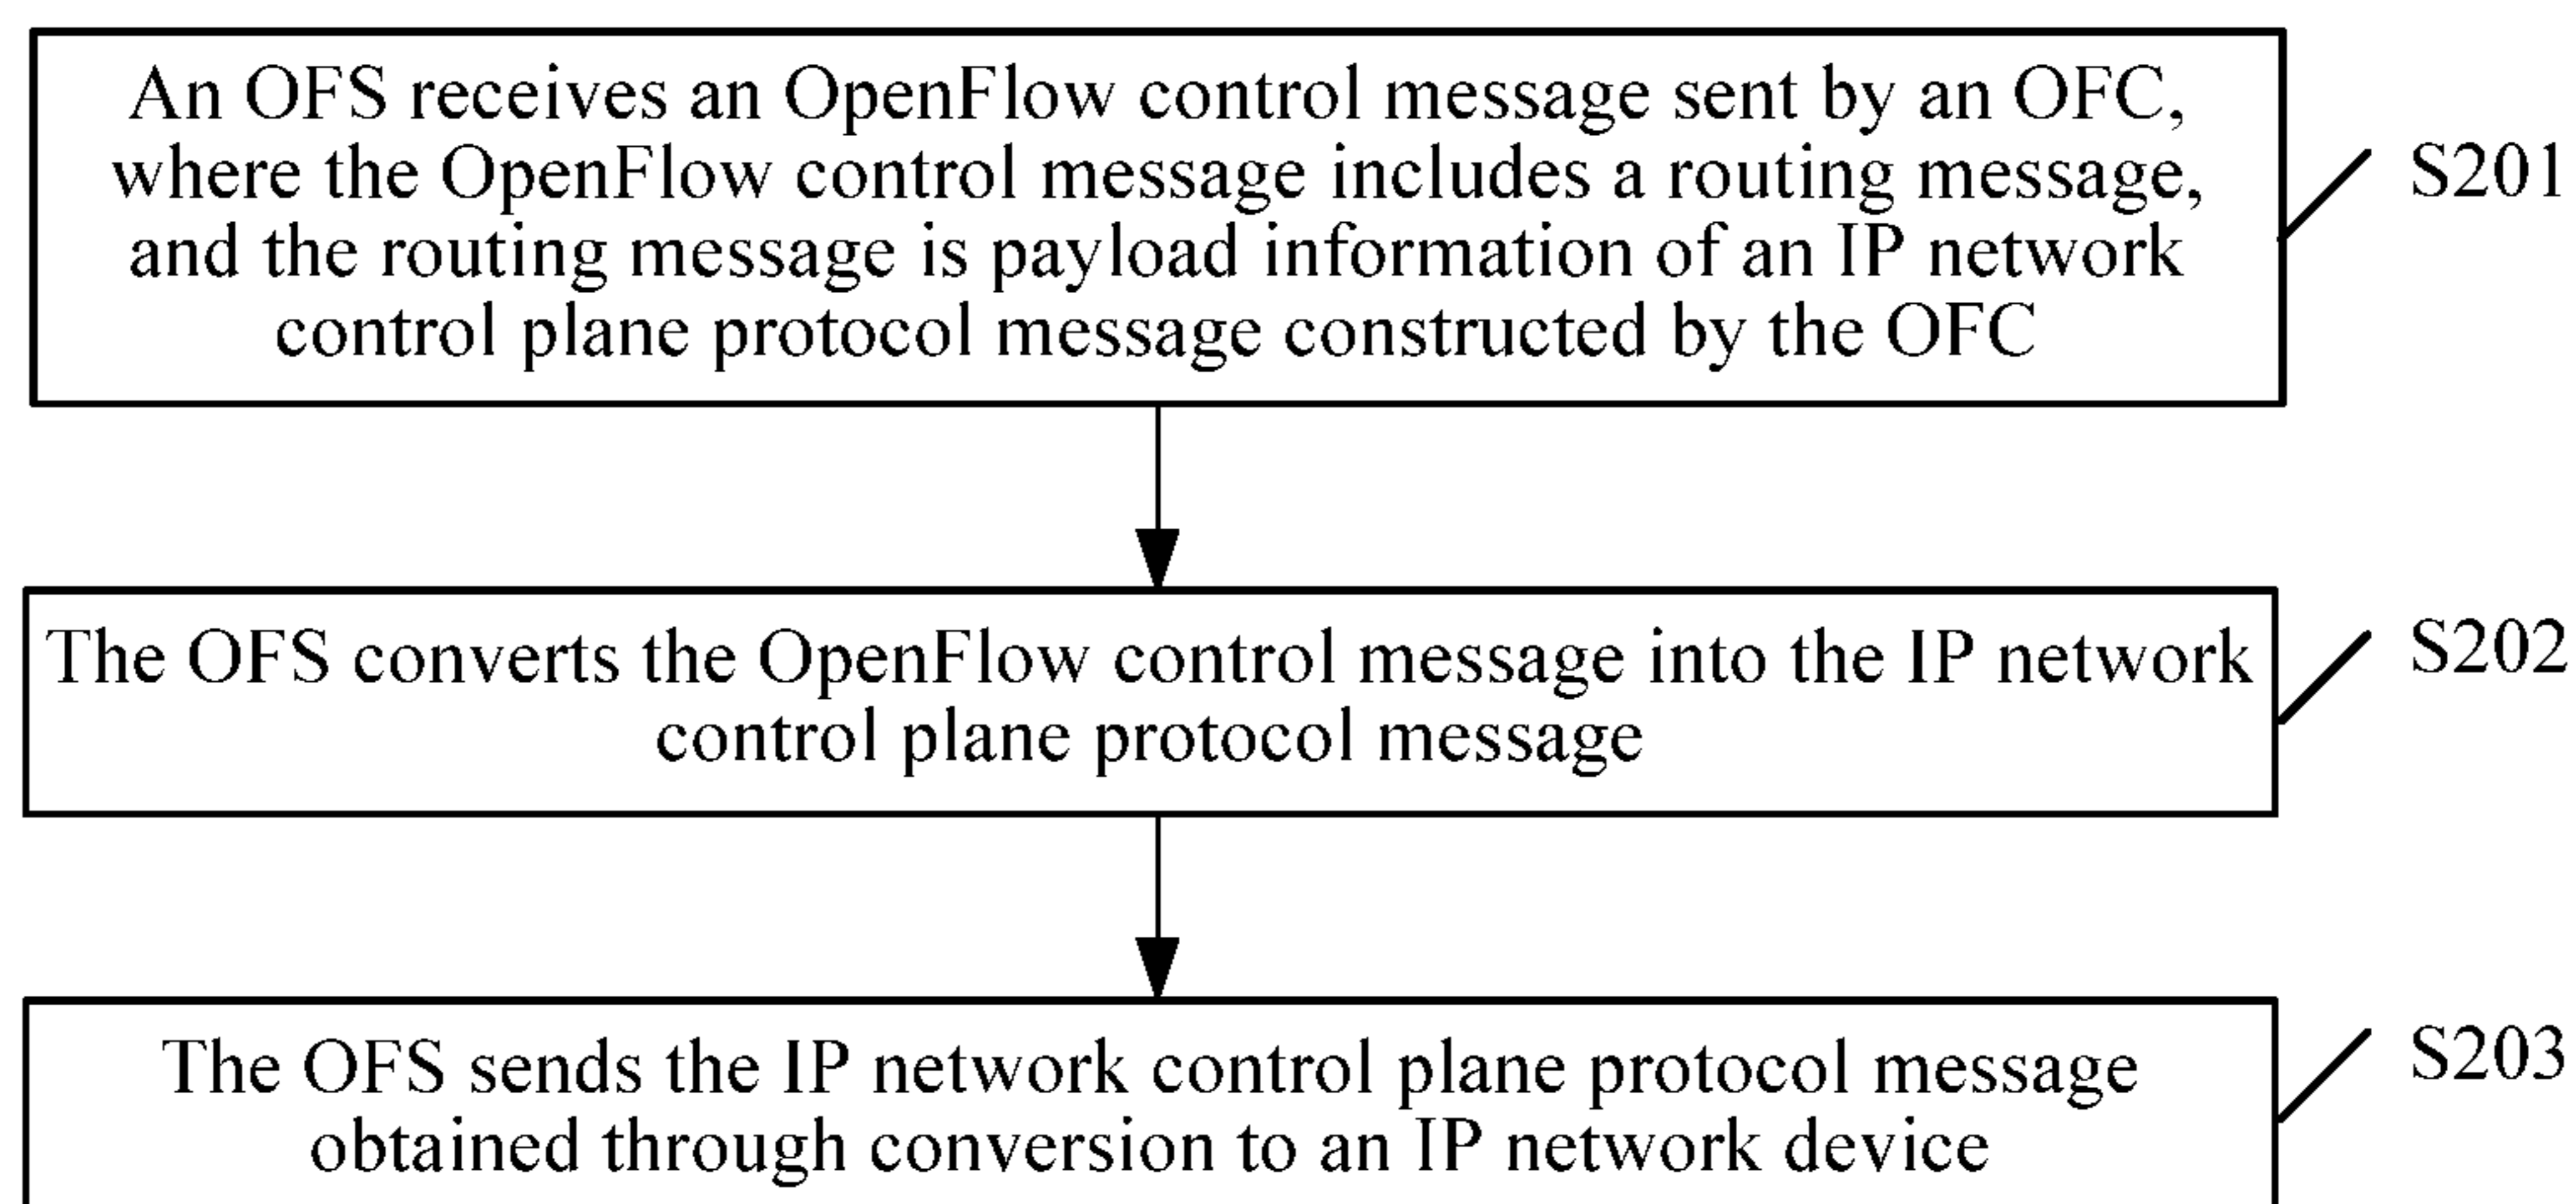 An OFS receives an OpenFlow control message sent by an OFC,
where the OpenFlow control message includes a routing message,
and the routing message is payload information of an IP network
control plane protocol message constructed by the OFC
S201
The OFS converts the OpenFlow control message into the IP network
control plane protocol message
S202
The OFS sends the IP network control plane protocol message
obtained through conversion to an IP network device
S203